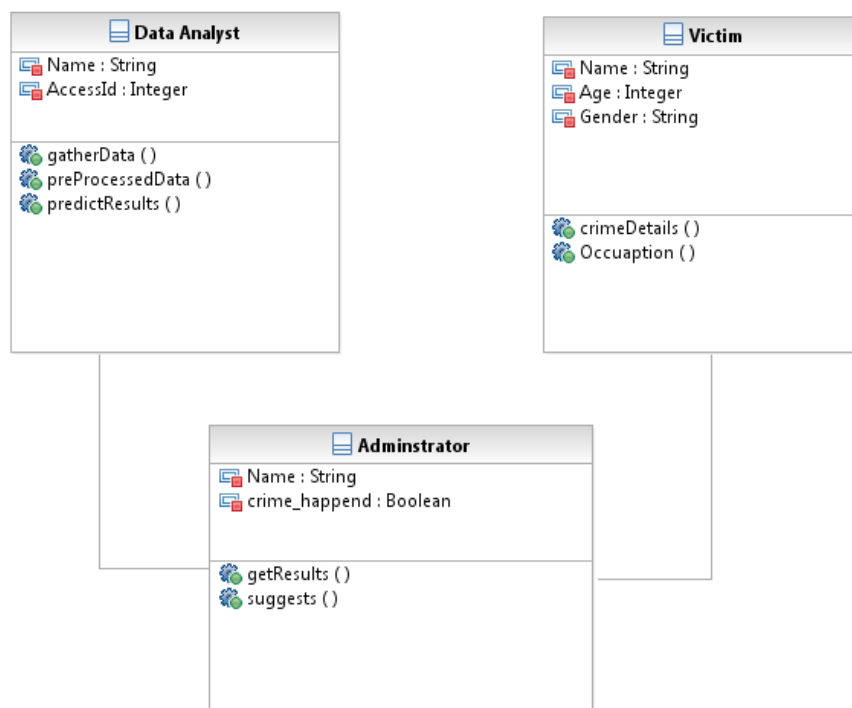 Data Analyst
Name : String
AccessId : Integer
gatherData ( )
preProcessedData ( )
predictResults ( )
Victim
Name : String
Age : Integer
Gender : String
crimeDetails ( )
Occuaption ( )
Adminstrator
Name : String
crime_happend : Boolean
getResults ( )
suggests ( )